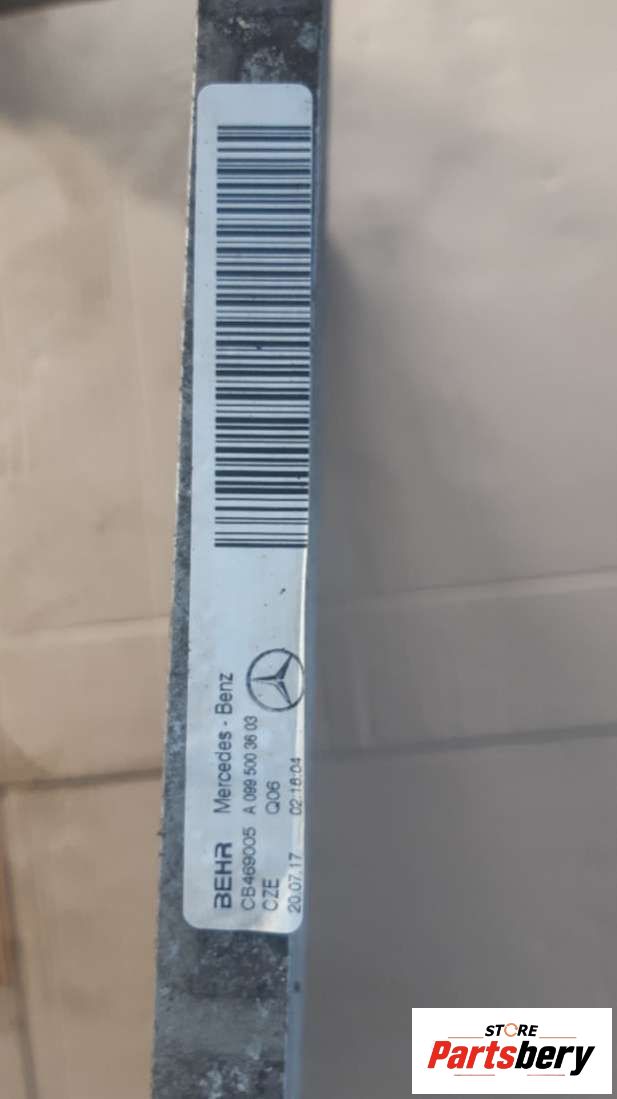 BEHR Mercedes - Benz
CB469005 A 099 500 36 03
CZE Q06
20.07.17 02:16:04
STORE
Partsbery